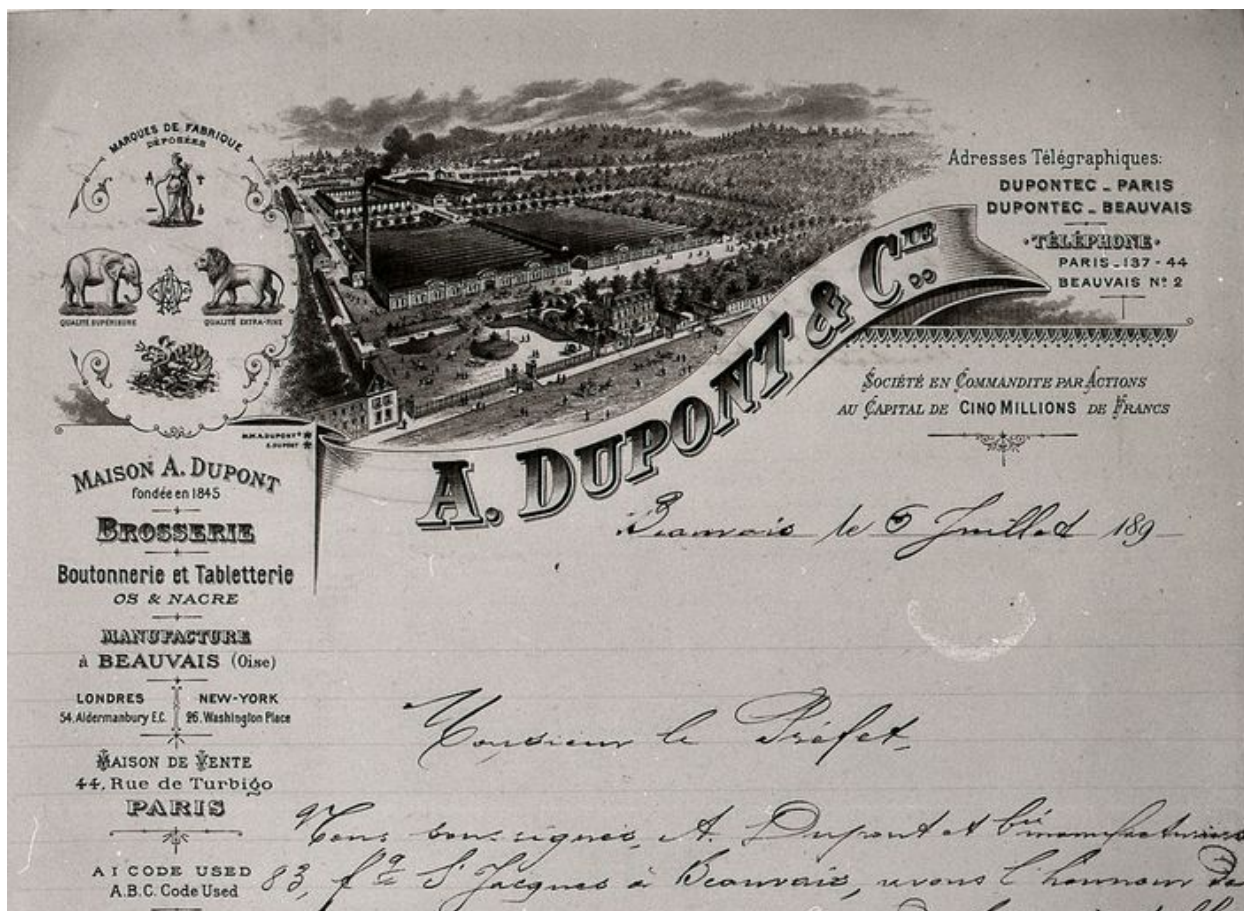 MARQUES DE FABRIQUE
DÉPOSÉES
QUALITÉ SUPÉRIEURE
QUALITÉ EXTRA-FINE
Adresses Télégraphiques:
DUPONTEC _ PARIS
DUPONTEC _ BEAUVAIS
TÉLÉPHONE
PARIS _ 137 - 44
BEAUVAIS Nº 2
A. DUPONT & CIE
SOCIÉTÉ EN COMMANDITE PAR ACTIONS
AU CAPITAL DE CINQ MILLIONS DE FRANCS
MAISON A. DUPONT
fondée en 1845
BROSSERIE
Boutonnerie et Tabletterie
OS & NACRE
MANUFACTURE
à BEAUVAIS (Oise)
LONDRES
54, Aldermanbury E.C.
NEW-YORK
26, Washington Place
MAISON DE VENTE
44, Rue de Turbigo
PARIS
A I CODE USED
A.B.C. Code Used
Beauvais le 5 Juillet 189
Monsieur le Préfet,
Nous soussignés, A. Dupont et Cie manufacturiers
83, fg St Jacques à Beauvais, avons l'honneur de